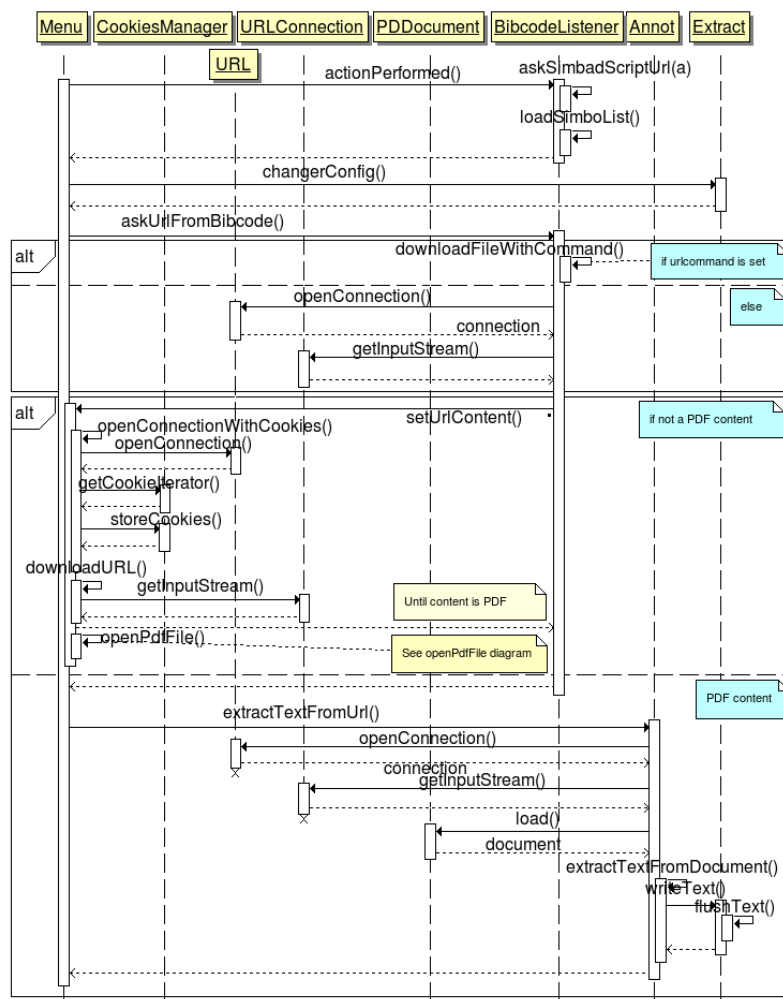 Menu
CookiesManager
URLConnection
PDDocument
BibcodeListener
Annot
Extract
URL
actionPerformed()
askSimbadScriptUrl(a)
loadSimboList()
changerConfig()
askUrlFromBibcode()
alt
downloadFileWithCommand()
if urlcommand is set
openConnection()
else
connection
getInputStream()
alt
setUrlContent()
if not a PDF content
openConnectionWithCookies()
openConnection()
getCookieIterator()
storeCookies()
downloadURL()
getInputStream()
Until content is PDF
openPdfFile()
See openPdfFile diagram
PDF content
extractTextFromUrl()
openConnection()
connection
getInputStream()
load()
document
extractTextFromDocument()
writeText()
flushText()